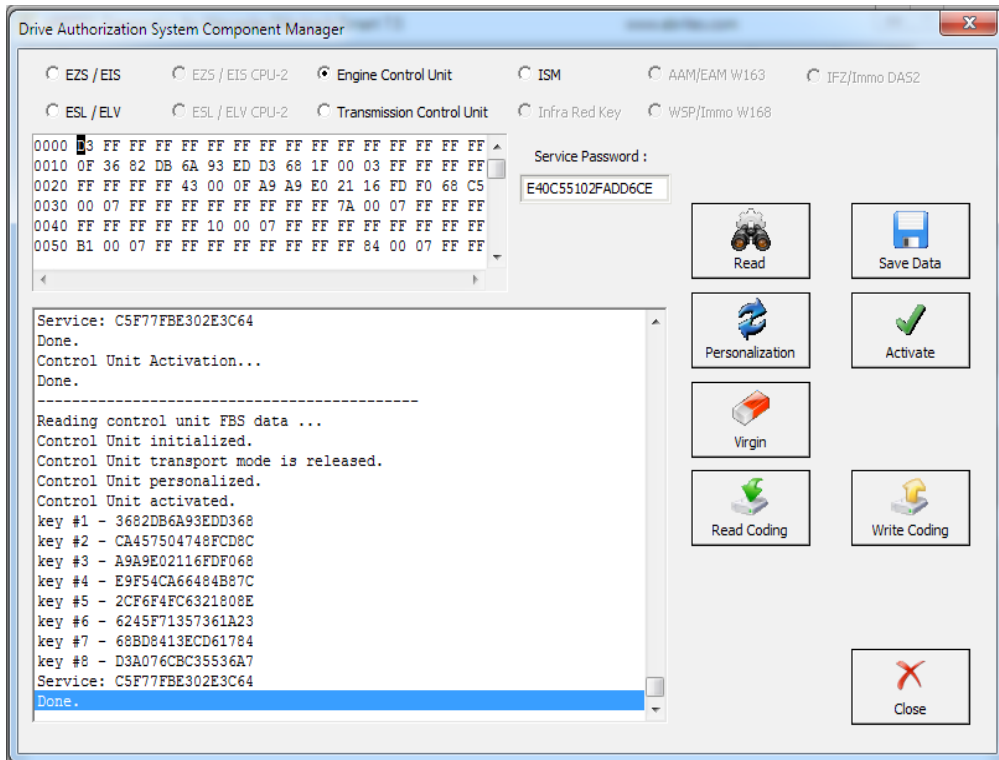 Drive Authorization System Component Manager
EZS / EIS
EZS / EIS CPU-2
Engine Control Unit
ISM
AAM/EAM W163
IFZ/Immo DAS2
ESL / ELV
ESL / ELV CPU-2
Transmission Control Unit
Infra Red Key
WSP/Immo W168
0000 D3 FF FF FF FF FF FF FF FF FF FF FF FF FF FF FF
0010 0F 36 82 DB 6A 93 ED D3 68 1F 00 03 FF FF FF FF
0020 FF FF FF FF 43 00 0F A9 A9 E0 21 16 FD F0 68 C5
0030 00 07 FF FF FF FF FF FF FF FF 7A 00 07 FF FF FF
0040 FF FF FF FF FF 10 00 07 FF FF FF FF FF FF FF FF
0050 B1 00 07 FF FF FF FF FF FF FF FF 84 00 07 FF FF
Service Password :
E40C55102FADD6CE
Read
Save Data
Personalization
Activate
Virgin
Read Coding
Write Coding
Close
Service: C5F77FBE302E3C64
Done.
Control Unit Activation...
Done.
---------------------------------------------
Reading control unit FBS data ...
Control Unit initialized.
Control Unit transport mode is released.
Control Unit personalized.
Control Unit activated.
key #1 - 3682DB6A93EDD368
key #2 - CA457504748FCD8C
key #3 - A9A9E02116FDF068
key #4 - E9F54CA66484B87C
key #5 - 2CF6F4FC6321808E
key #6 - 6245F71357361A23
key #7 - 68BD8413ECD61784
key #8 - D3A076CBC35536A7
Service: C5F77FBE302E3C64
Done.